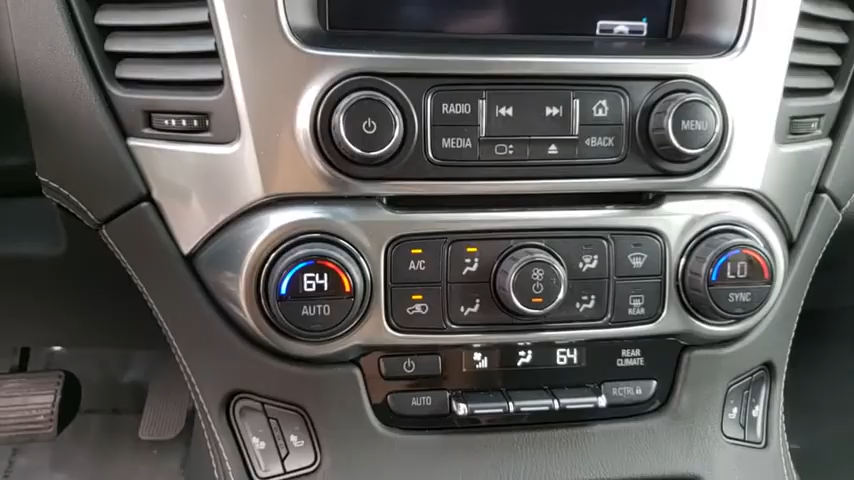 RADIO
MEDIA
BACK
MENU
64
AUTO
A/C
REAR
LO
SYNC
64
REAR
CLIMATE
AUTO
R.CTRL